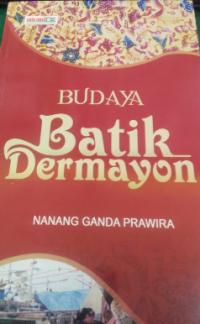 BUDAYA
Batik
Dermayon
NANANG GANDA PRAWIRA